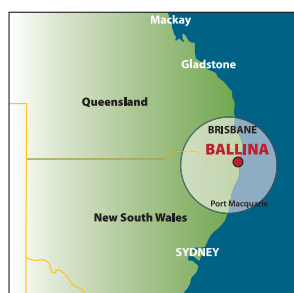 Mackay
Gladstone
Queensland
BRISBANE
BALLINA
Port Macquarie
New South Wales
SYDNEY